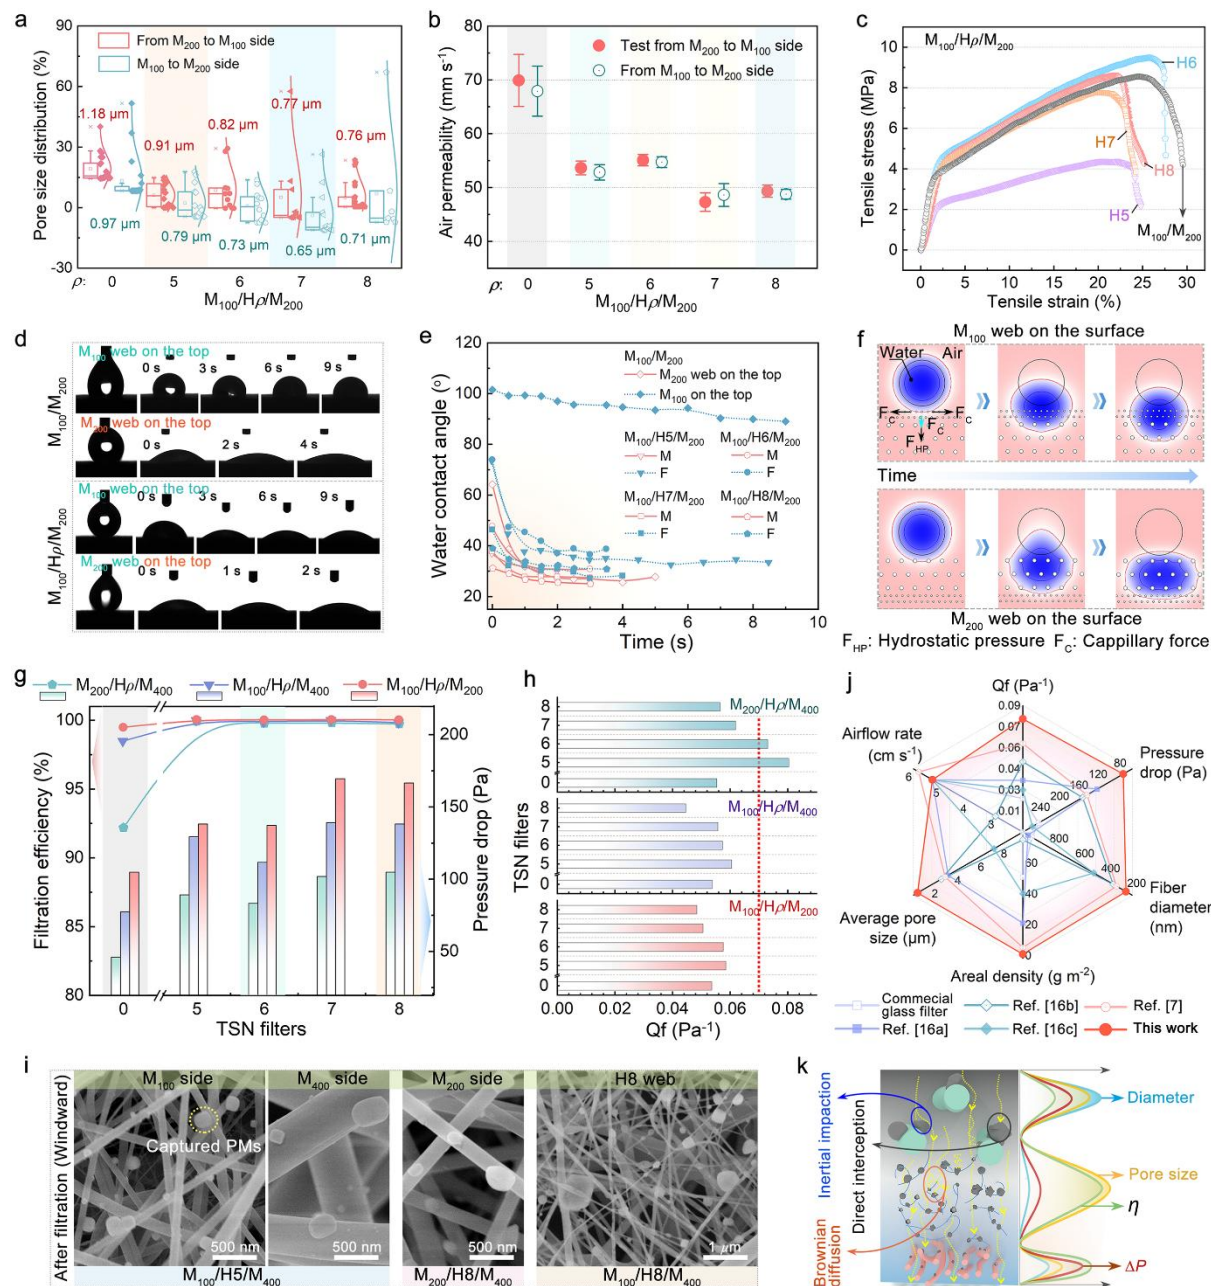 a
Pore size distribution (%)
90
60
30
0
-30
From M200 to M100 side
M100 to M200 side
1.18 µm
0.91 µm
0.82 µm
0.77 µm
0.76 µm
0.97 µm
0.79 µm
0.73 µm
0.65 µm
0.71 µm
ρ: 0 5 6 7 8
M100/Hρ/M200
b
Air permeability (mm s-1)
80
70
60
50
40
Test from M200 to M100 side
From M100 to M200 side
ρ: 0 5 6 7 8
M100/Hρ/M200
c
Tensile stress (MPa)
10
8
6
4
2
0
M100/Hρ/M200
H6
H7
H8
H5
M100/M200
0 5 10 15 20 25 30
Tensile strain (%)
d
M100/M200
M100 web on the top
0 s 3 s 6 s 9 s
M200 web on the top
0 s 2 s 4 s
M100/Hρ/M200
M100 web on the top
0 s 3 s 6 s 9 s
M200 web on the top
0 s 1 s 2 s
e
Water contact angle (o)
120
100
80
60
40
20
M100/M200
M200 web on the top
M100 on the top
M100/H5/M200 M100/H6/M200
M M
F F
M100/H7/M200 M100/H8/M200
M M
F F
0 2 4 6 8 10
Time (s)
f
M100 web on the surface
Water Air
FC FC
FC
FHP
Time
M200 web on the surface
FHP: Hydrostatic pressure FC: Cappillary force
g
M200/Hρ/M400 M100/Hρ/M400 M100/Hρ/M200
Filtration efficiency (%)
100
95
90
85
80
Pressure drop (Pa)
200
150
100
50
0 5 6 7 8
TSN filters
h
TSN filters
M200/Hρ/M400
8
7
6
5
0
M100/Hρ/M400
8
7
6
5
0
M100/Hρ/M200
8
7
6
5
0
0.00 0.02 0.04 0.06 0.08
Qf (Pa-1)
j
Qf (Pa-1)
0.09
0.08
0.06
0.04
0.03
0.01
Airflow rate
(cm s-1)
6
5
4
3
Pressure
drop (Pa)
80
120
160
200
240
Fiber
diameter
(nm)
800
600
400
200
Average pore
size (µm)
2
4
6
8
Areal density (g m-2)
60
40
20
0
Commecial
glass filter
Ref. [16b]
Ref. [7]
Ref. [16a]
Ref. [16c]
This work
i
After filtration (Windward)
M100 side
Captured PMs
500 nm
M400 side
500 nm
M200 side
500 nm
H8 web
1 µm
M100/H5/M400
M200/H8/M400
M100/H8/M400
k
Inertial impaction
Direct interception
Brownian
diffusion
Diameter
Pore size
η
ΔP